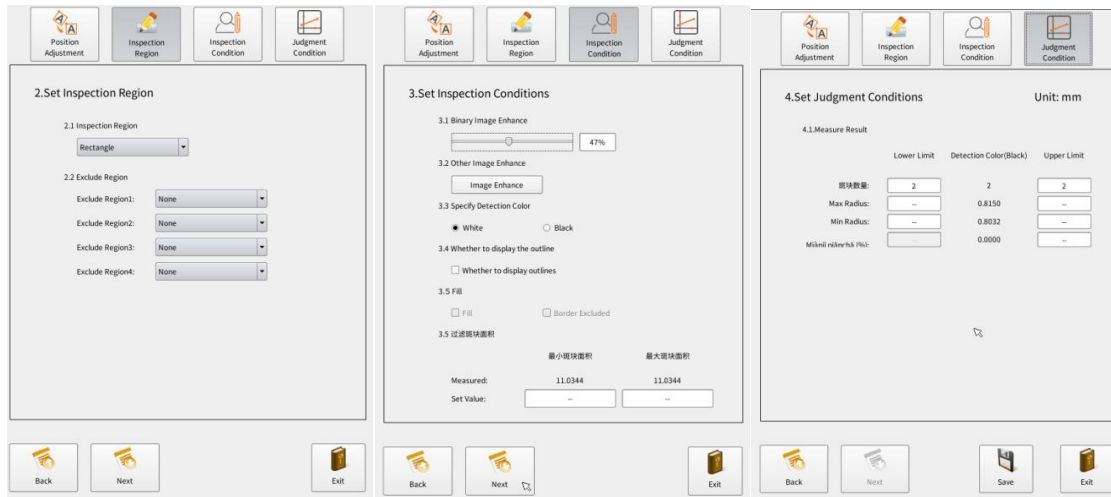 Position Adjustment
Inspection Region
Inspection Condition
Judgment Condition
2.Set Inspection Region
2.1 Inspection Region
Rectangle
2.2 Exclude Region
Exclude Region1: None
Exclude Region2: None
Exclude Region3: None
Exclude Region4: None
Back
Next
Exit
Position Adjustment
Inspection Region
Inspection Condition
Judgment Condition
3.Set Inspection Conditions
3.1 Binary Image Enhance
47%
3.2 Other Image Enhance
Image Enhance
3.3 Specify Detection Color
White
Black
3.4 Whether to display the outline
Whether to display outlines
3.5 Fill
Fill
Border Excluded
3.5 过滤斑块面积
最小斑块面积 最大斑块面积
Measured: 11.0344 11.0344
Set Value: -- --
Back
Next
Exit
Position Adjustment
Inspection Region
Inspection Condition
Judgment Condition
4.Set Judgment Conditions Unit: mm
4.1.Measure Result
Lower Limit Detection Color(Black) Upper Limit
斑块数量: 2 2 2
Max Radius: -- 0.8150 --
Min Radius: -- 0.8032 --
Miànjī piānchā (%): -- 0.0000 --
Back
Next
Save
Exit